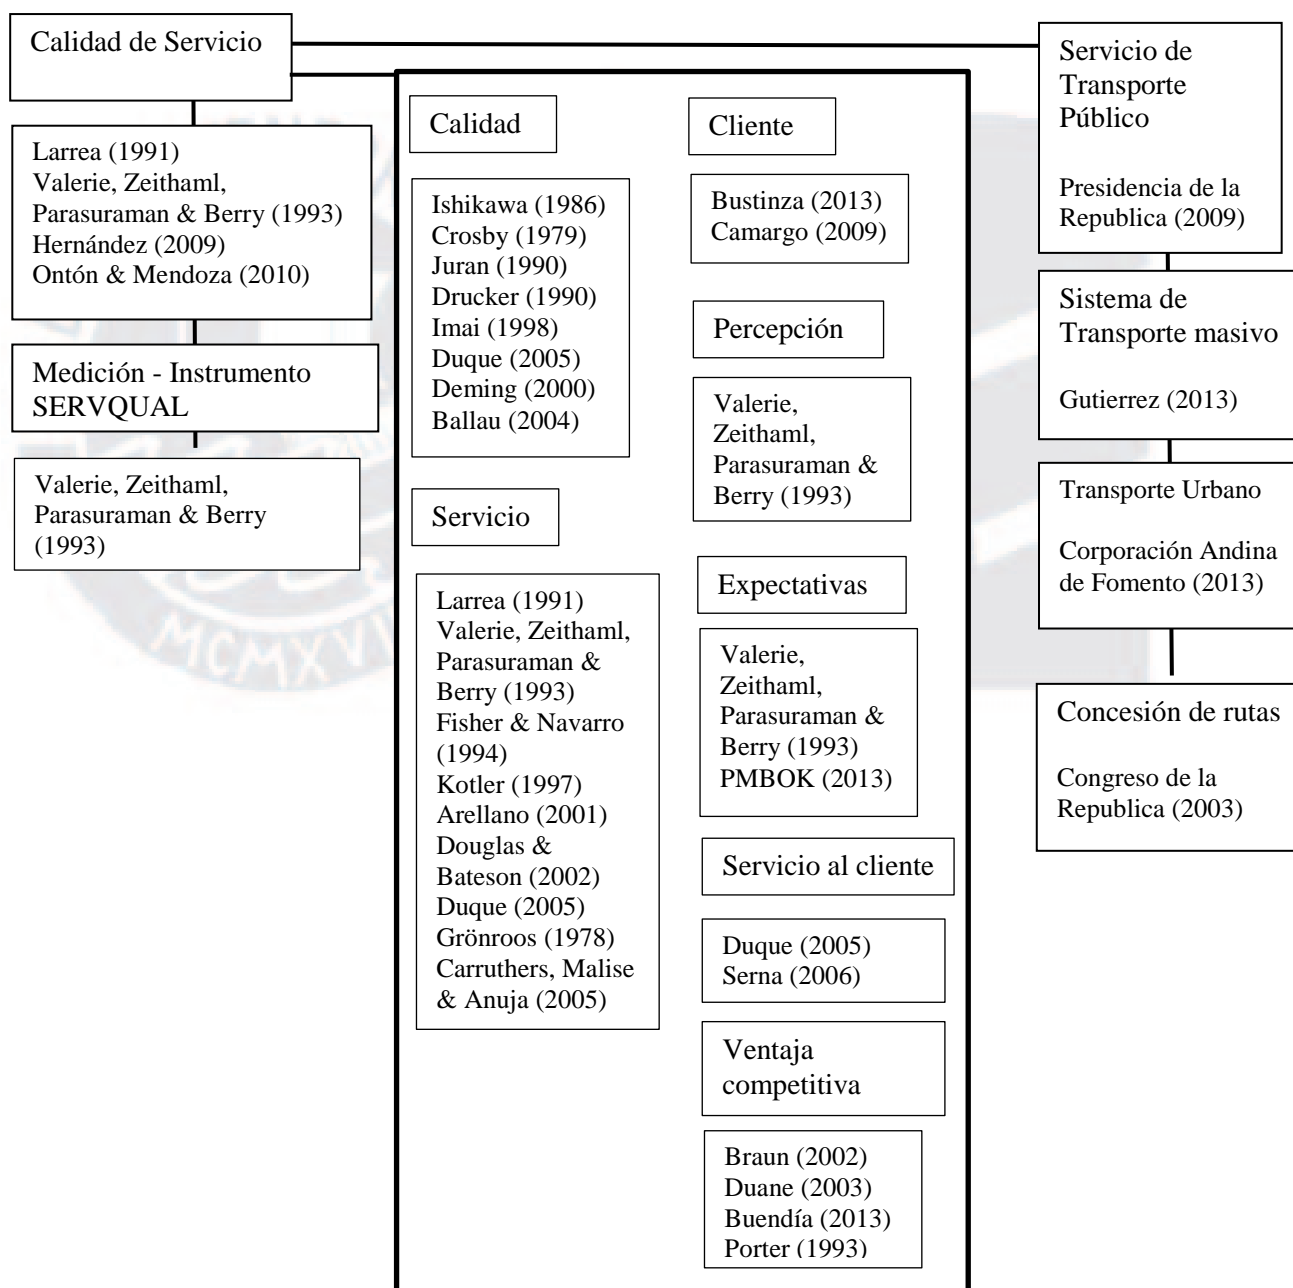 Calidad de Servicio
Larrea (1991)
Valerie, Zeithaml,
Parasuraman & Berry (1993)
Hernández (2009)
Ontón & Mendoza (2010)
Medición - Instrumento
SERVQUAL
Valerie, Zeithaml,
Parasuraman & Berry
(1993)
Calidad
Ishikawa (1986)
Crosby (1979)
Juran (1990)
Drucker (1990)
Imai (1998)
Duque (2005)
Deming (2000)
Ballau (2004)
Servicio
Larrea (1991)
Valerie, Zeithaml,
Parasuraman &
Berry (1993)
Fisher & Navarro
(1994)
Kotler (1997)
Arellano (2001)
Douglas &
Bateson (2002)
Duque (2005)
Grönroos (1978)
Carruthers, Malise
& Anuja (2005)
Cliente
Bustinza (2013)
Camargo (2009)
Percepción
Valerie,
Zeithaml,
Parasuraman &
Berry (1993)
Expectativas
Valerie,
Zeithaml,
Parasuraman &
Berry (1993)
PMBOK (2013)
Servicio al cliente
Duque (2005)
Serna (2006)
Ventaja
competitiva
Braun (2002)
Duane (2003)
Buendía (2013)
Porter (1993)
Servicio de
Transporte
Público
Presidencia de la
Republica (2009)
Sistema de
Transporte masivo
Gutierrez (2013)
Transporte Urbano
Corporación Andina
de Fomento (2013)
Concesión de rutas
Congreso de la
Republica (2003)
MCMXVI